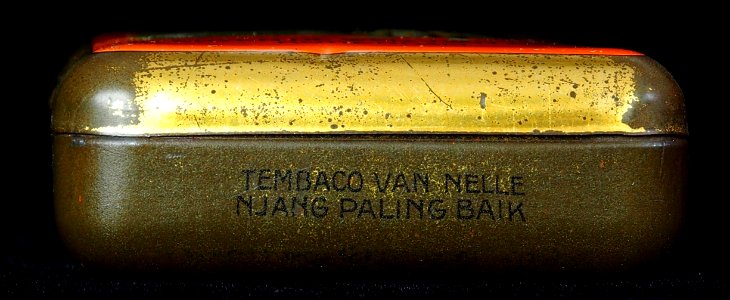 TEMBACO VAN NELLE
NJANG PALING BAIK